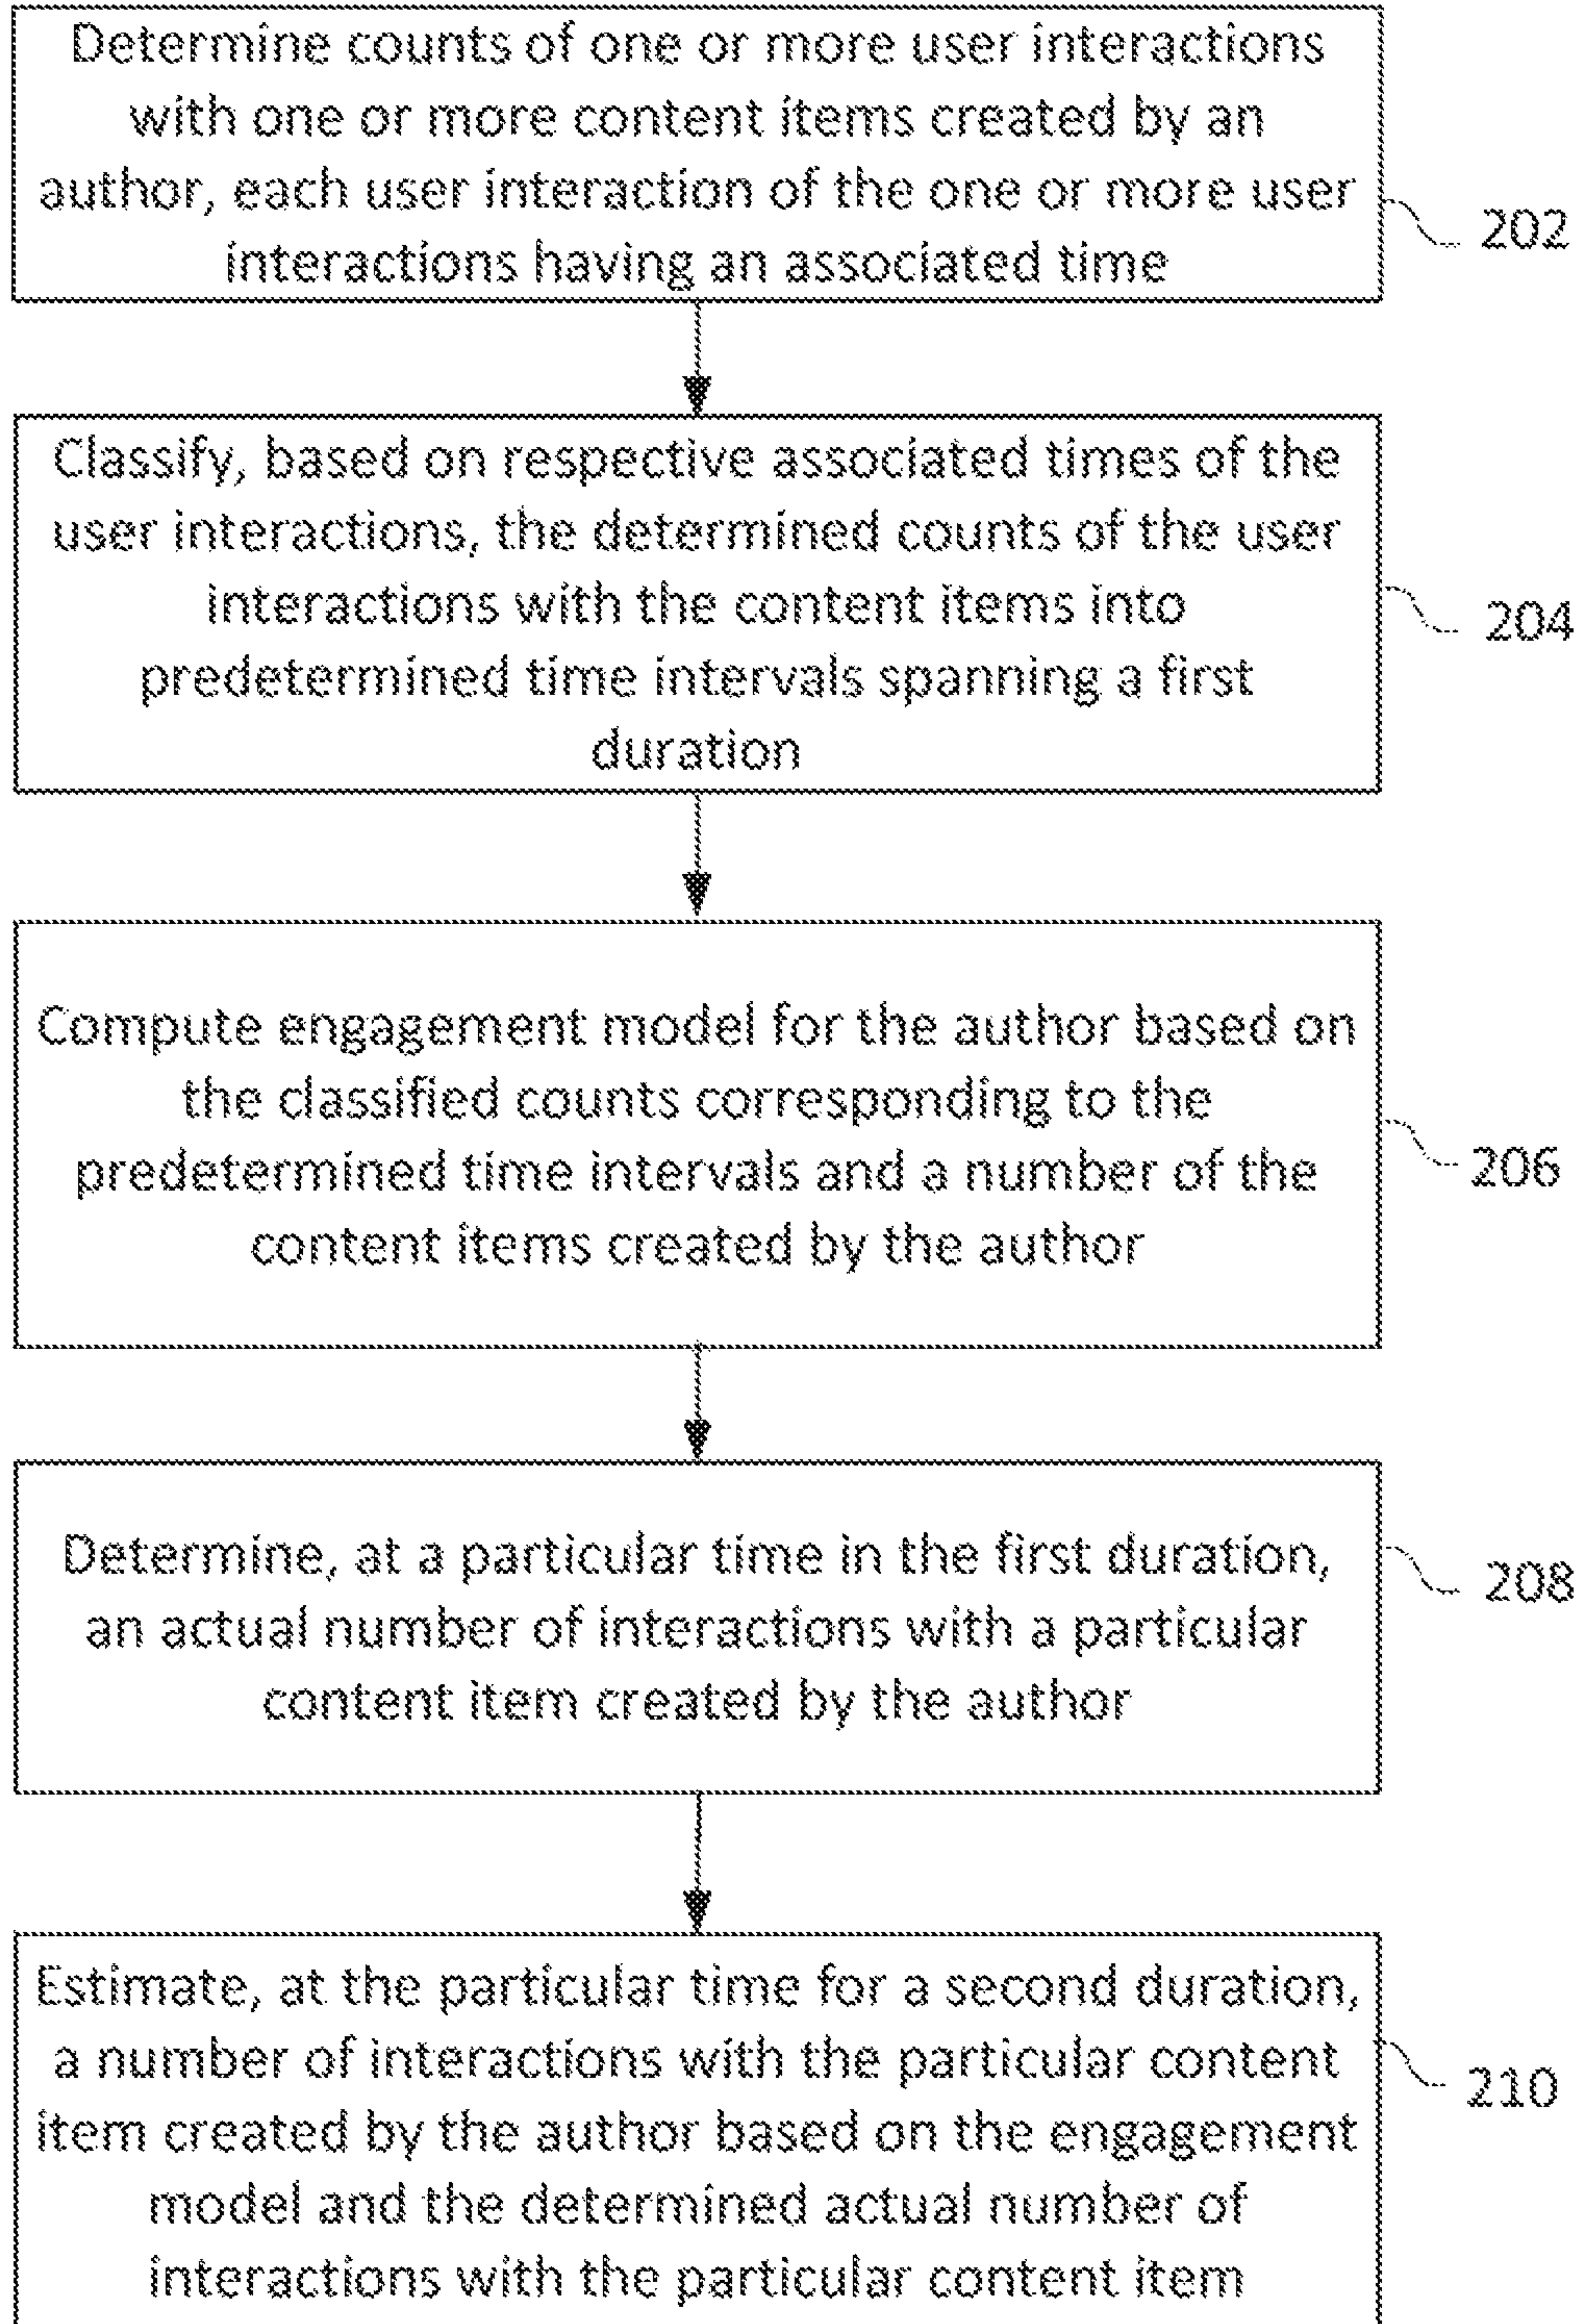 Determine counts of one or more user interactions
with one or more content items created by an
author, each user interaction of the one or more user
interactions having an associated time
202
Classify, based on respective associated times of the
user interactions, the determined counts of the user
interactions with the content items into
predetermined time intervals spanning a first
duration
204
Compute engagement model for the author based on
the classified counts corresponding to the
predetermined time intervals and a number of the
content items created by the author
206
Determine, at a particular time in the first duration,
an actual number of interactions with a particular
content item created by the author
208
Estimate, at the particular time for a second duration,
a number of interactions with the particular content
item created by the author based on the engagement
model and the determined actual number of
interactions with the particular content item
210